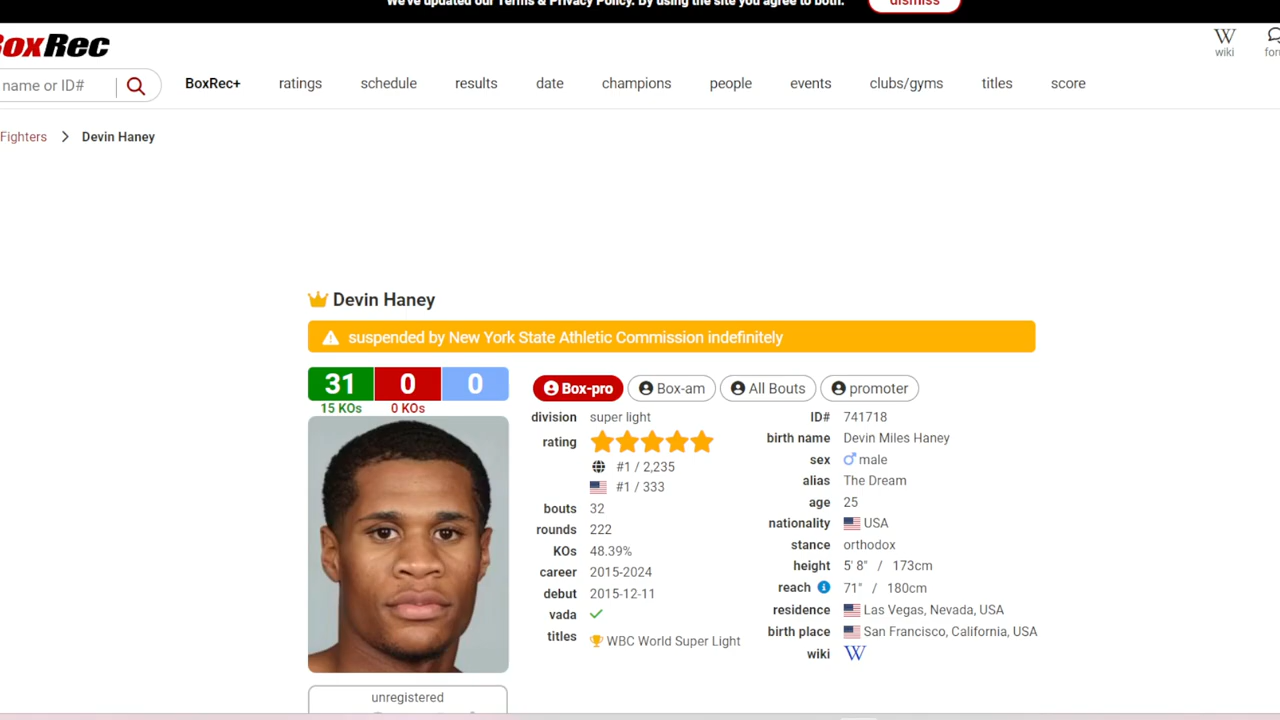 We've updated our Terms & Privacy Policy. By using the site you agree to both. dismiss
BoxRec
wiki
name or ID# BoxRec+ ratings schedule results date champions people events clubs/gyms titles score
Fighters > Devin Haney
Devin Haney
suspended by New York State Athletic Commission indefinitely
31 0 0
15 KOs 0 KOs
Box-pro Box-am All Bouts promoter
division super light
rating
#1 / 2,235
#1 / 333
bouts 32
rounds 222
KOs 48.39%
career 2015-2024
debut 2015-12-11
vada
titles WBC World Super Light
ID# 741718
birth name Devin Miles Haney
sex male
alias The Dream
age 25
nationality USA
stance orthodox
height 5' 8" / 173cm
reach 71" / 180cm
residence Las Vegas, Nevada, USA
birth place San Francisco, California, USA
wiki W
unregistered